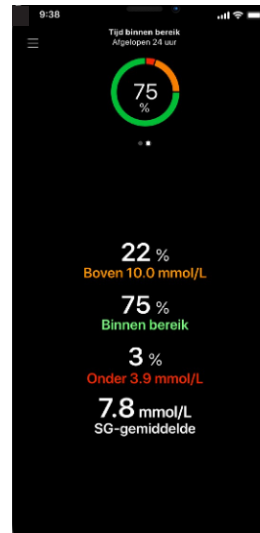 9:38
Tijd binnen bereik
Afgelopen 24 uur
75
%
22 %
Boven 10.0 mmol/L
75 %
Binnen bereik
3 %
Onder 3.9 mmol/L
7.8 mmol/L
SG-gemiddelde